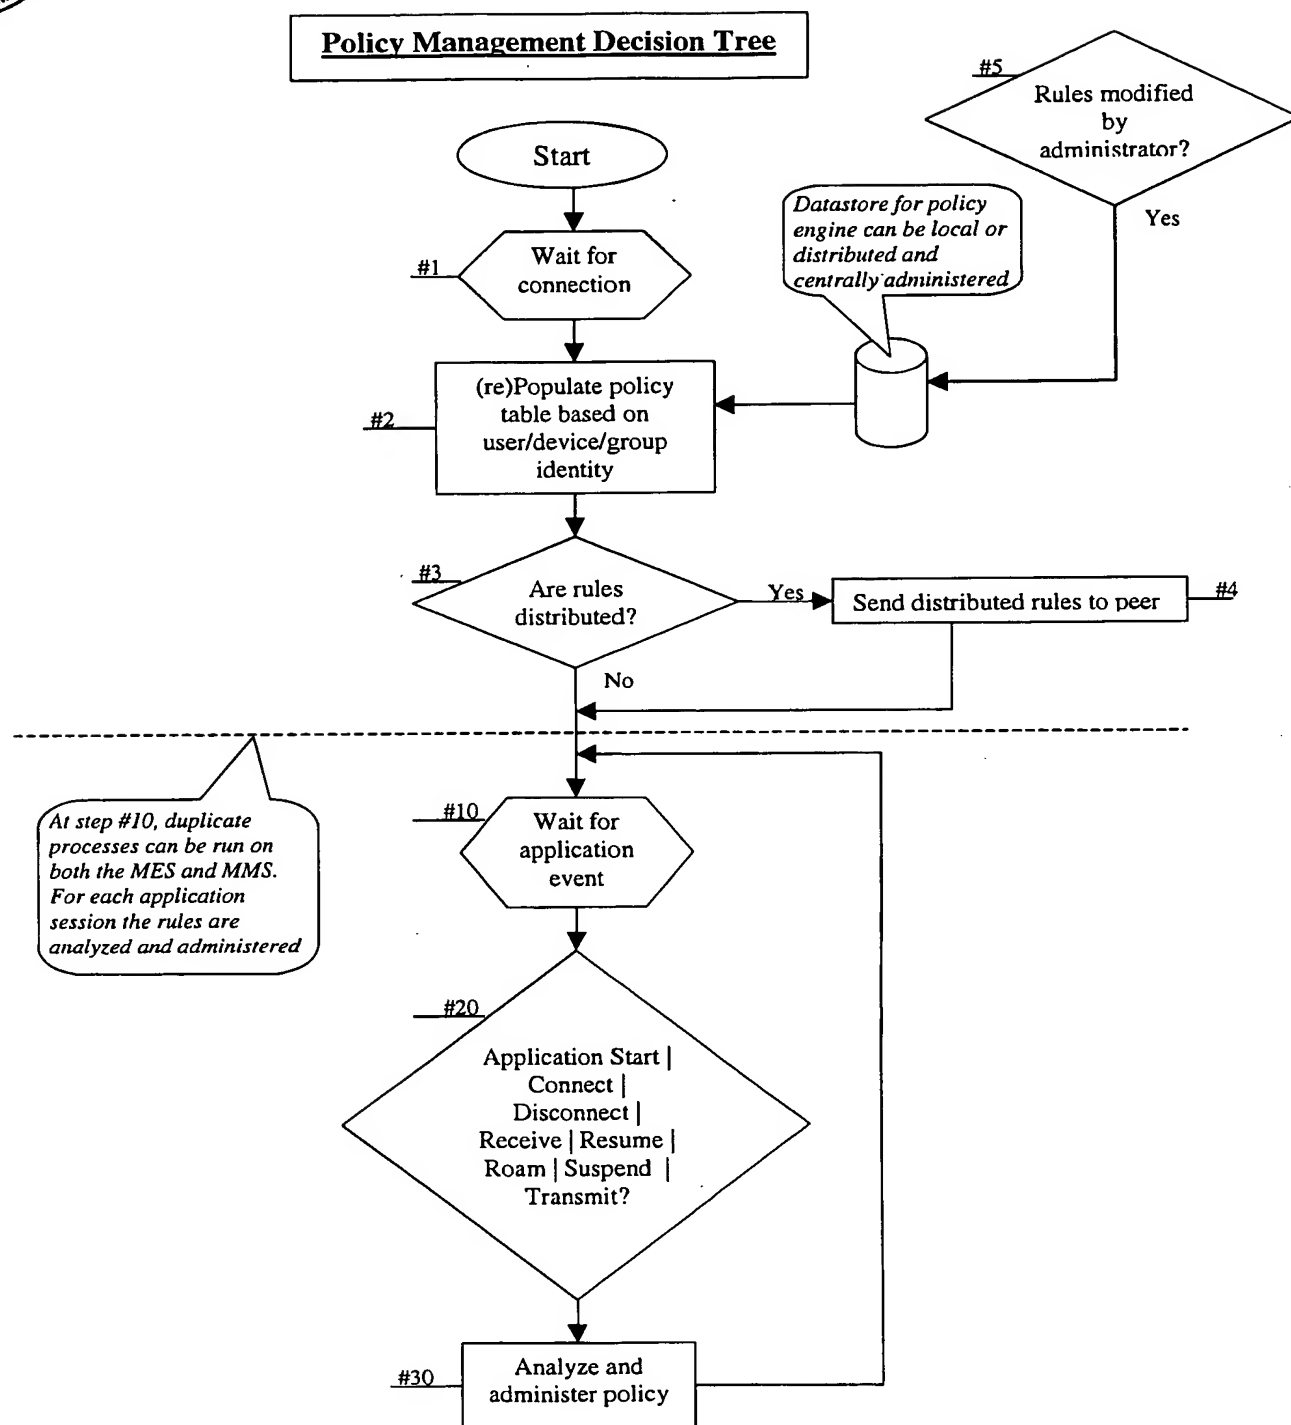 Policy Management Decision Tree
#5
Rules modified
by
administrator?
Yes
Start
Datastore for policy
engine can be local or
distributed and
centrally administered
#1
Wait for
connection
#2
(re)Populate policy
table based on
user/device/group
identity
#3
Are rules
distributed?
Yes
Send distributed rules to peer
#4
No
At step #10, duplicate
processes can be run on
both the MES and MMS.
For each application
session the rules are
analyzed and administered
#10
Wait for
application
event
#20
Application Start |
Connect |
Disconnect |
Receive | Resume |
Roam | Suspend |
Transmit?
#30
Analyze and
administer policy